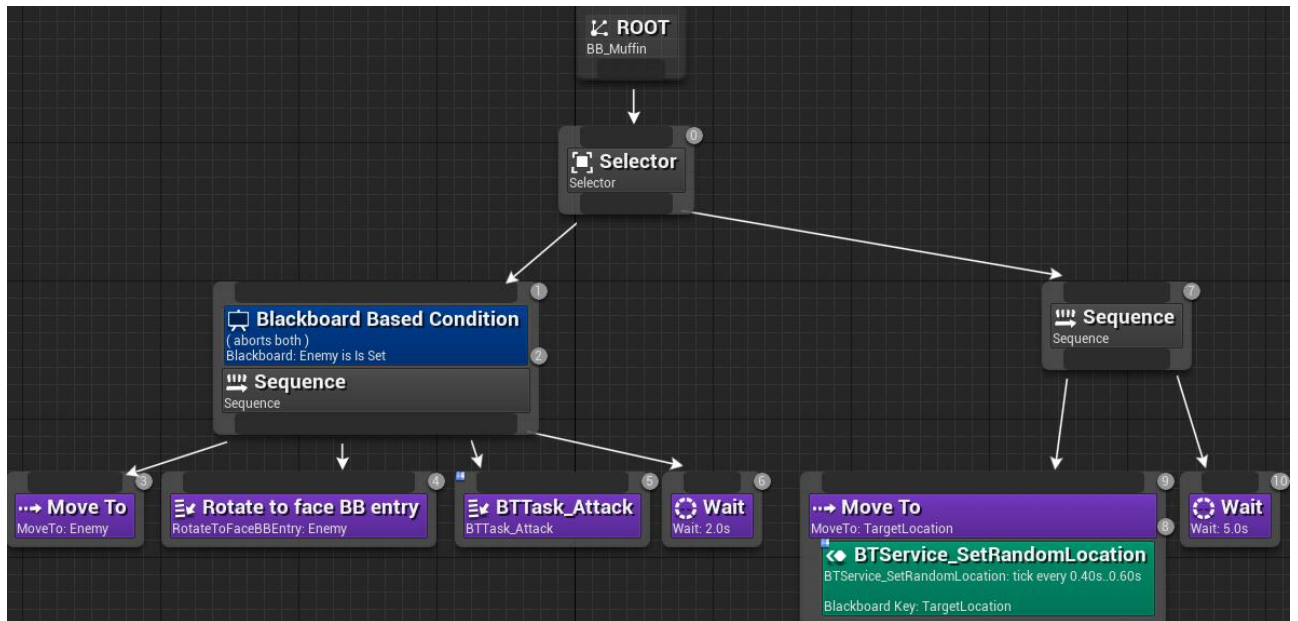 ROOT
BB_Muffin
0
Selector
Selector
1
Blackboard Based Condition
( aborts both )
Blackboard: Enemy is Is Set
2
Sequence
Sequence
7
Sequence
Sequence
3
Move To
MoveTo: Enemy
4
Rotate to face BB entry
RotateToFaceBBEntry: Enemy
5
BTTask_Attack
BTTask_Attack
6
Wait
Wait: 2.0s
9
Move To
MoveTo: TargetLocation
8
BTService_SetRandomLocation
BTService_SetRandomLocation: tick every 0.40s..0.60s
Blackboard Key: TargetLocation
10
Wait
Wait: 5.0s